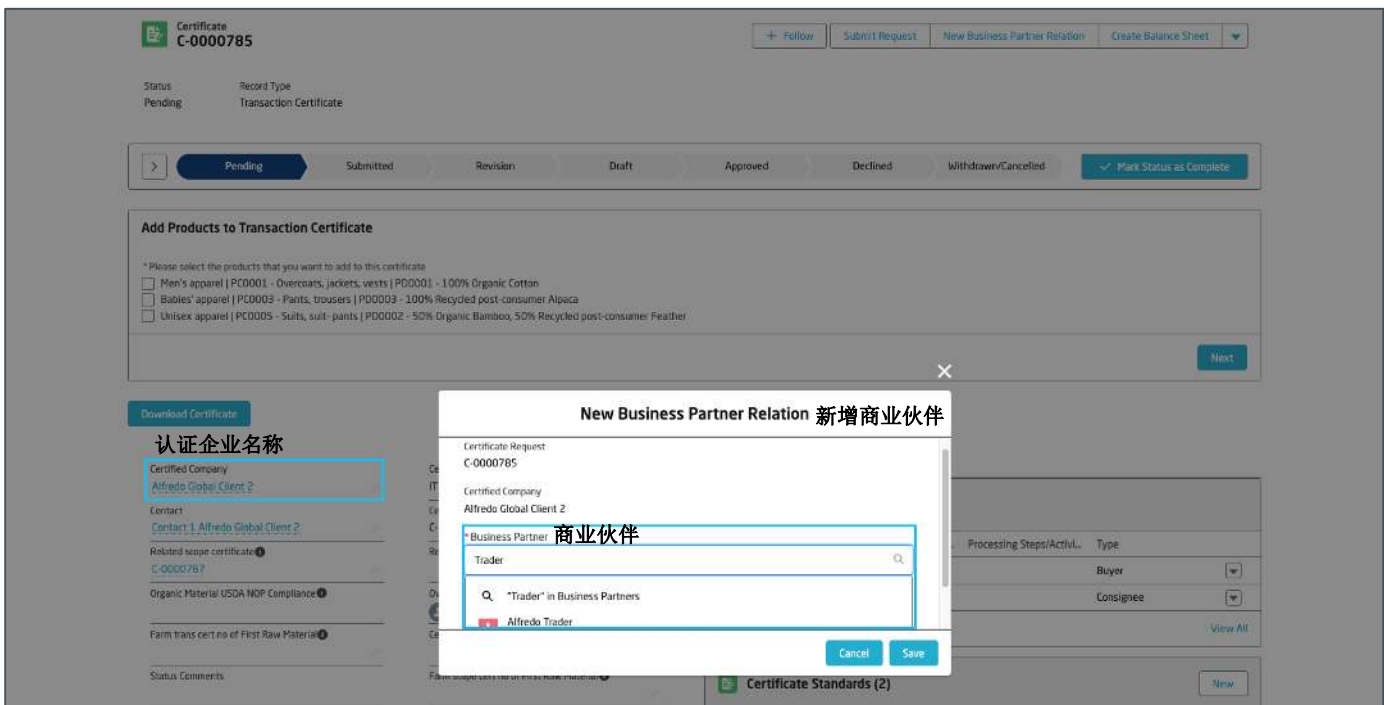 Certificate
C-0000785
+ Follow
Submit Request
New Business Partner Relation
Create Balance Sheet
Status
Record Type
Pending
Transaction Certificate
Pending
Submitted
Revision
Draft
Approved
Declined
Withdrawn/Cancelled
Mark Status as Complete
Add Products to Transaction Certificate
*Please select the products that you want to add to this certificate
Men's apparel | PC0001 - Overcoats, jackets, vests | PD0001 - 100% Organic Cotton
Babies' apparel | PC0003 - Pants, trousers | PD0003 - 100% Recycled post-consumer Alpaca
Unisex apparel | PC0005 - Suits, suit- pants | PD0002 - 50% Organic Bamboo, 50% Recycled post-consumer Feather
Next
Download Certificate
认证企业名称
Certified Company
Alfredo Global Client 2
Contact
Contact 1 Alfredo Global Client 2
Related scope certificate
C-0000767
Organic Material USDA NOP Compliance
Farm trans cert no of First Raw Material
Status Comments
New Business Partner Relation 新增商业伙伴
Certificate Request
C-0000785
Certified Company
Alfredo Global Client 2
*Business Partner 商业伙伴
Trader
"Trader" in Business Partners
Alfredo Trader
Cancel
Save
Processing Steps/Activi...
Type
Buyer
Consignee
View All
Certificate Standards (2)
New